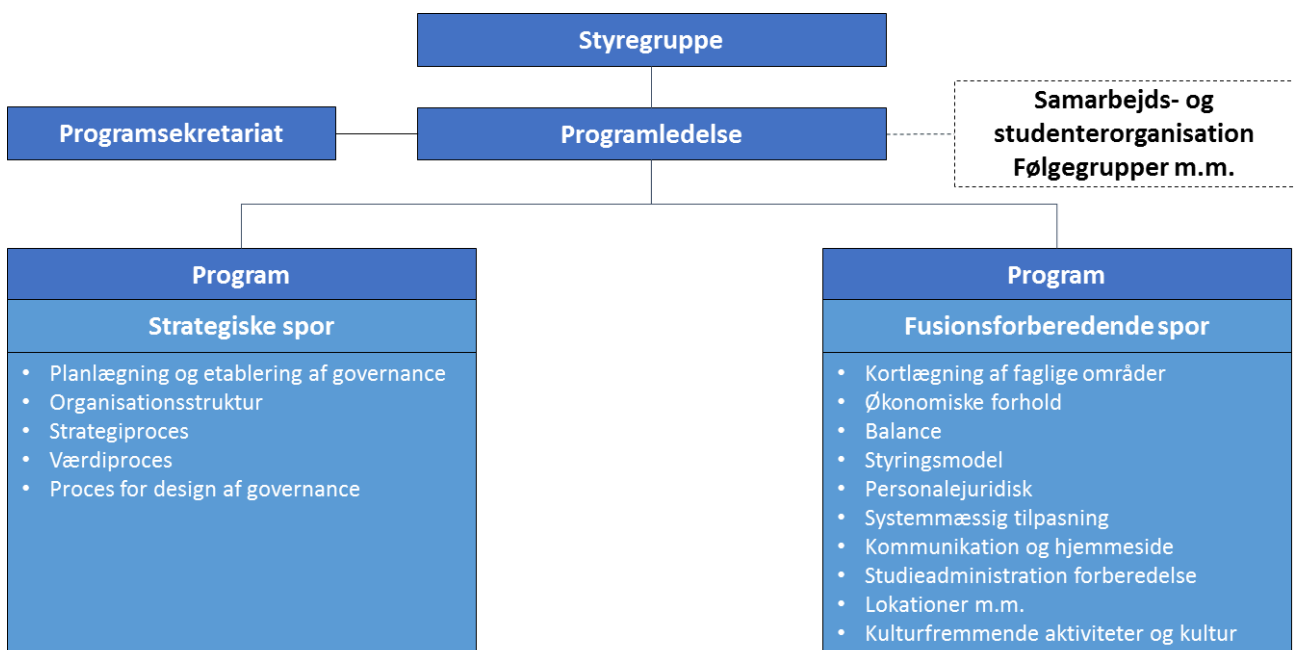 Styregruppe
Programsekretariat
Programledelse
Samarbejds- og
studenterorganisation
Følgegrupper m.m.
Program
Strategiske spor
• Planlægning og etablering af governance
• Organisationsstruktur
• Strategiproces
• Værdiproces
• Proces for design af governance
Program
Fusionsforberedende spor
• Kortlægning af faglige områder
• Økonomiske forhold
• Balance
• Styringsmodel
• Personalejuridisk
• Systemmæssig tilpasning
• Kommunikation og hjemmeside
• Studieadministration forberedelse
• Lokationer m.m.
• Kulturfremmende aktiviteter og kultur